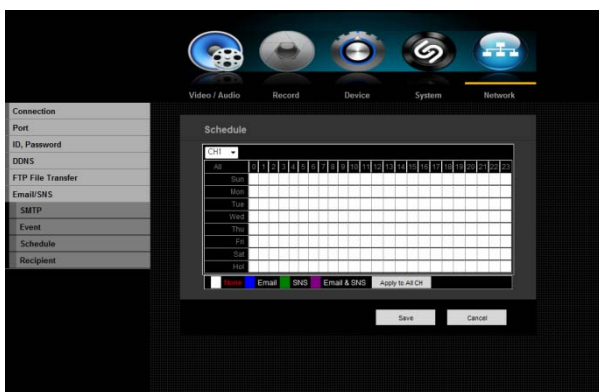 Video / Audio Record Device System Network
Connection
Port
ID, Password
DDNS
FTP File Transfer
Email/SNS
SMTP
Event
Schedule
Recipient
Schedule
CH1
All 0 1 2 3 4 5 6 7 8 9 10 11 12 13 14 15 16 17 18 19 20 21 22 23
Sun
Mon
Tue
Wed
Thu
Fri
Sat
Hol
None Email SNS Email & SNS Apply to All CH
Save Cancel